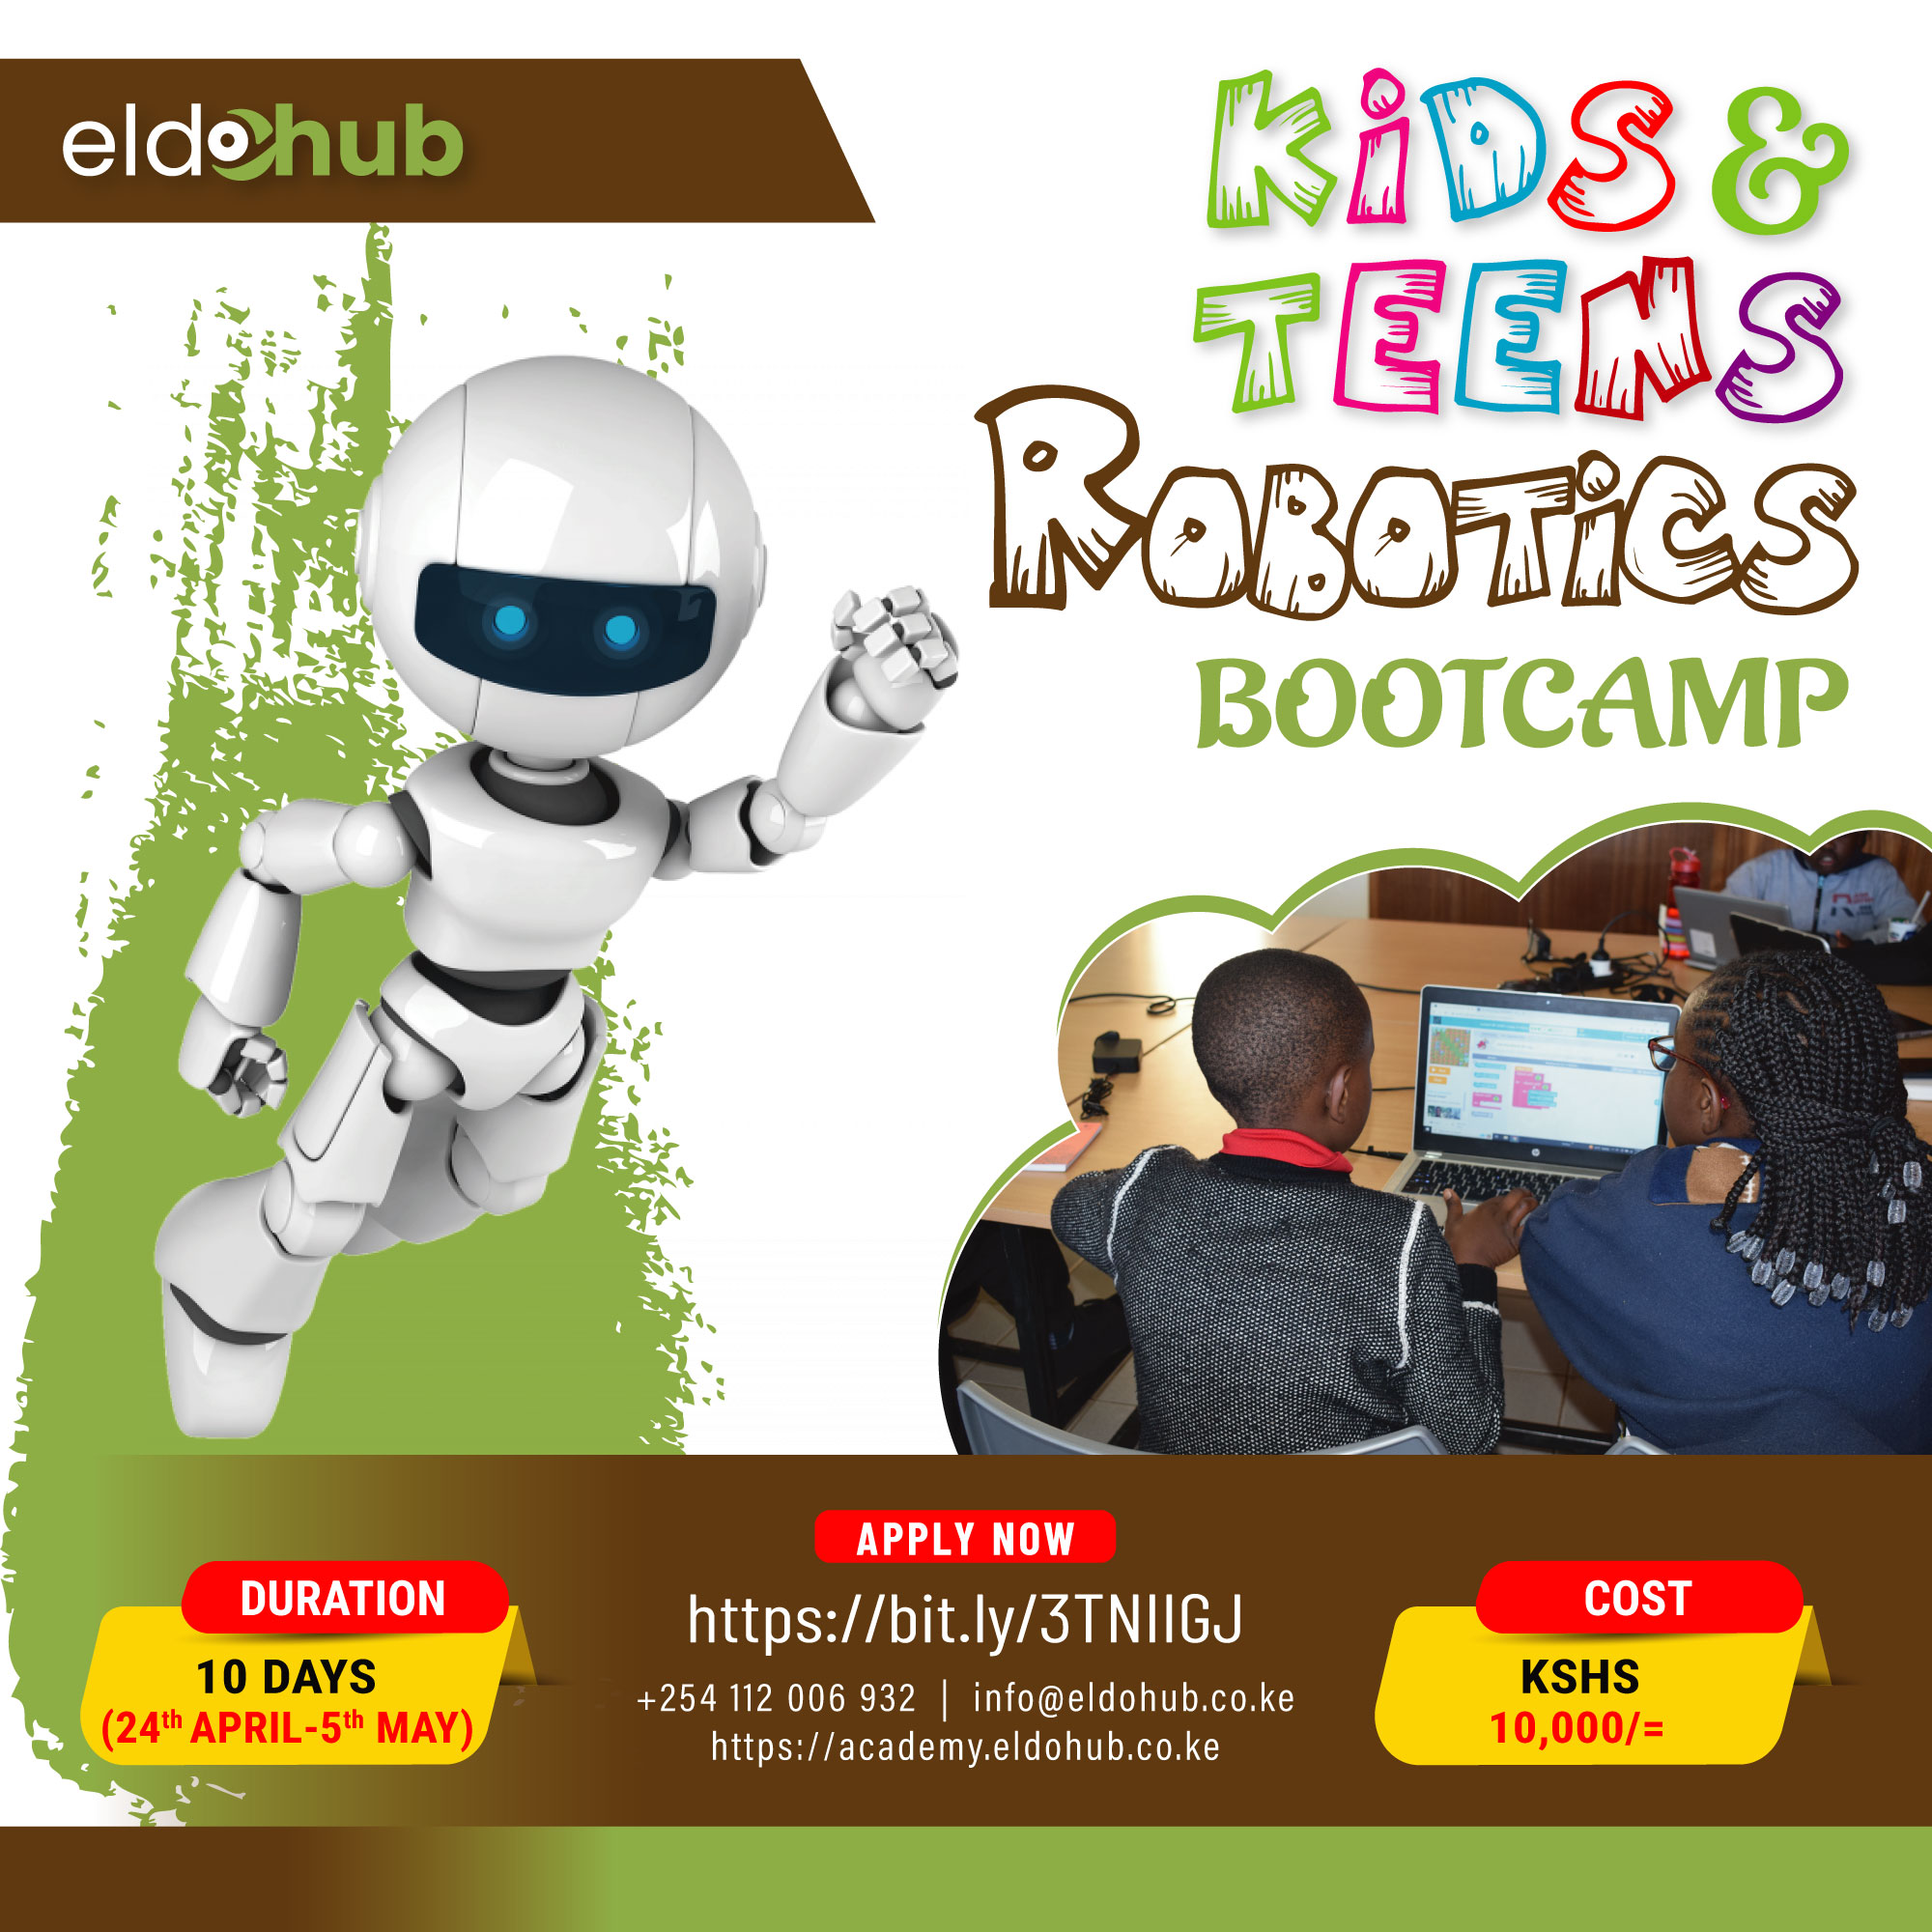 eldohub
KiDS &
TEENS
ROBOTiCS
BOOTCAMP
APPLY NOW
https://bit.ly/3TNIIGJ
+254 112 006 932 | info@eldohub.co.ke
https://academy.eldohub.co.ke
DURATION
10 DAYS
(24th APRIL-5th MAY)
COST
KSHS
10,000/=